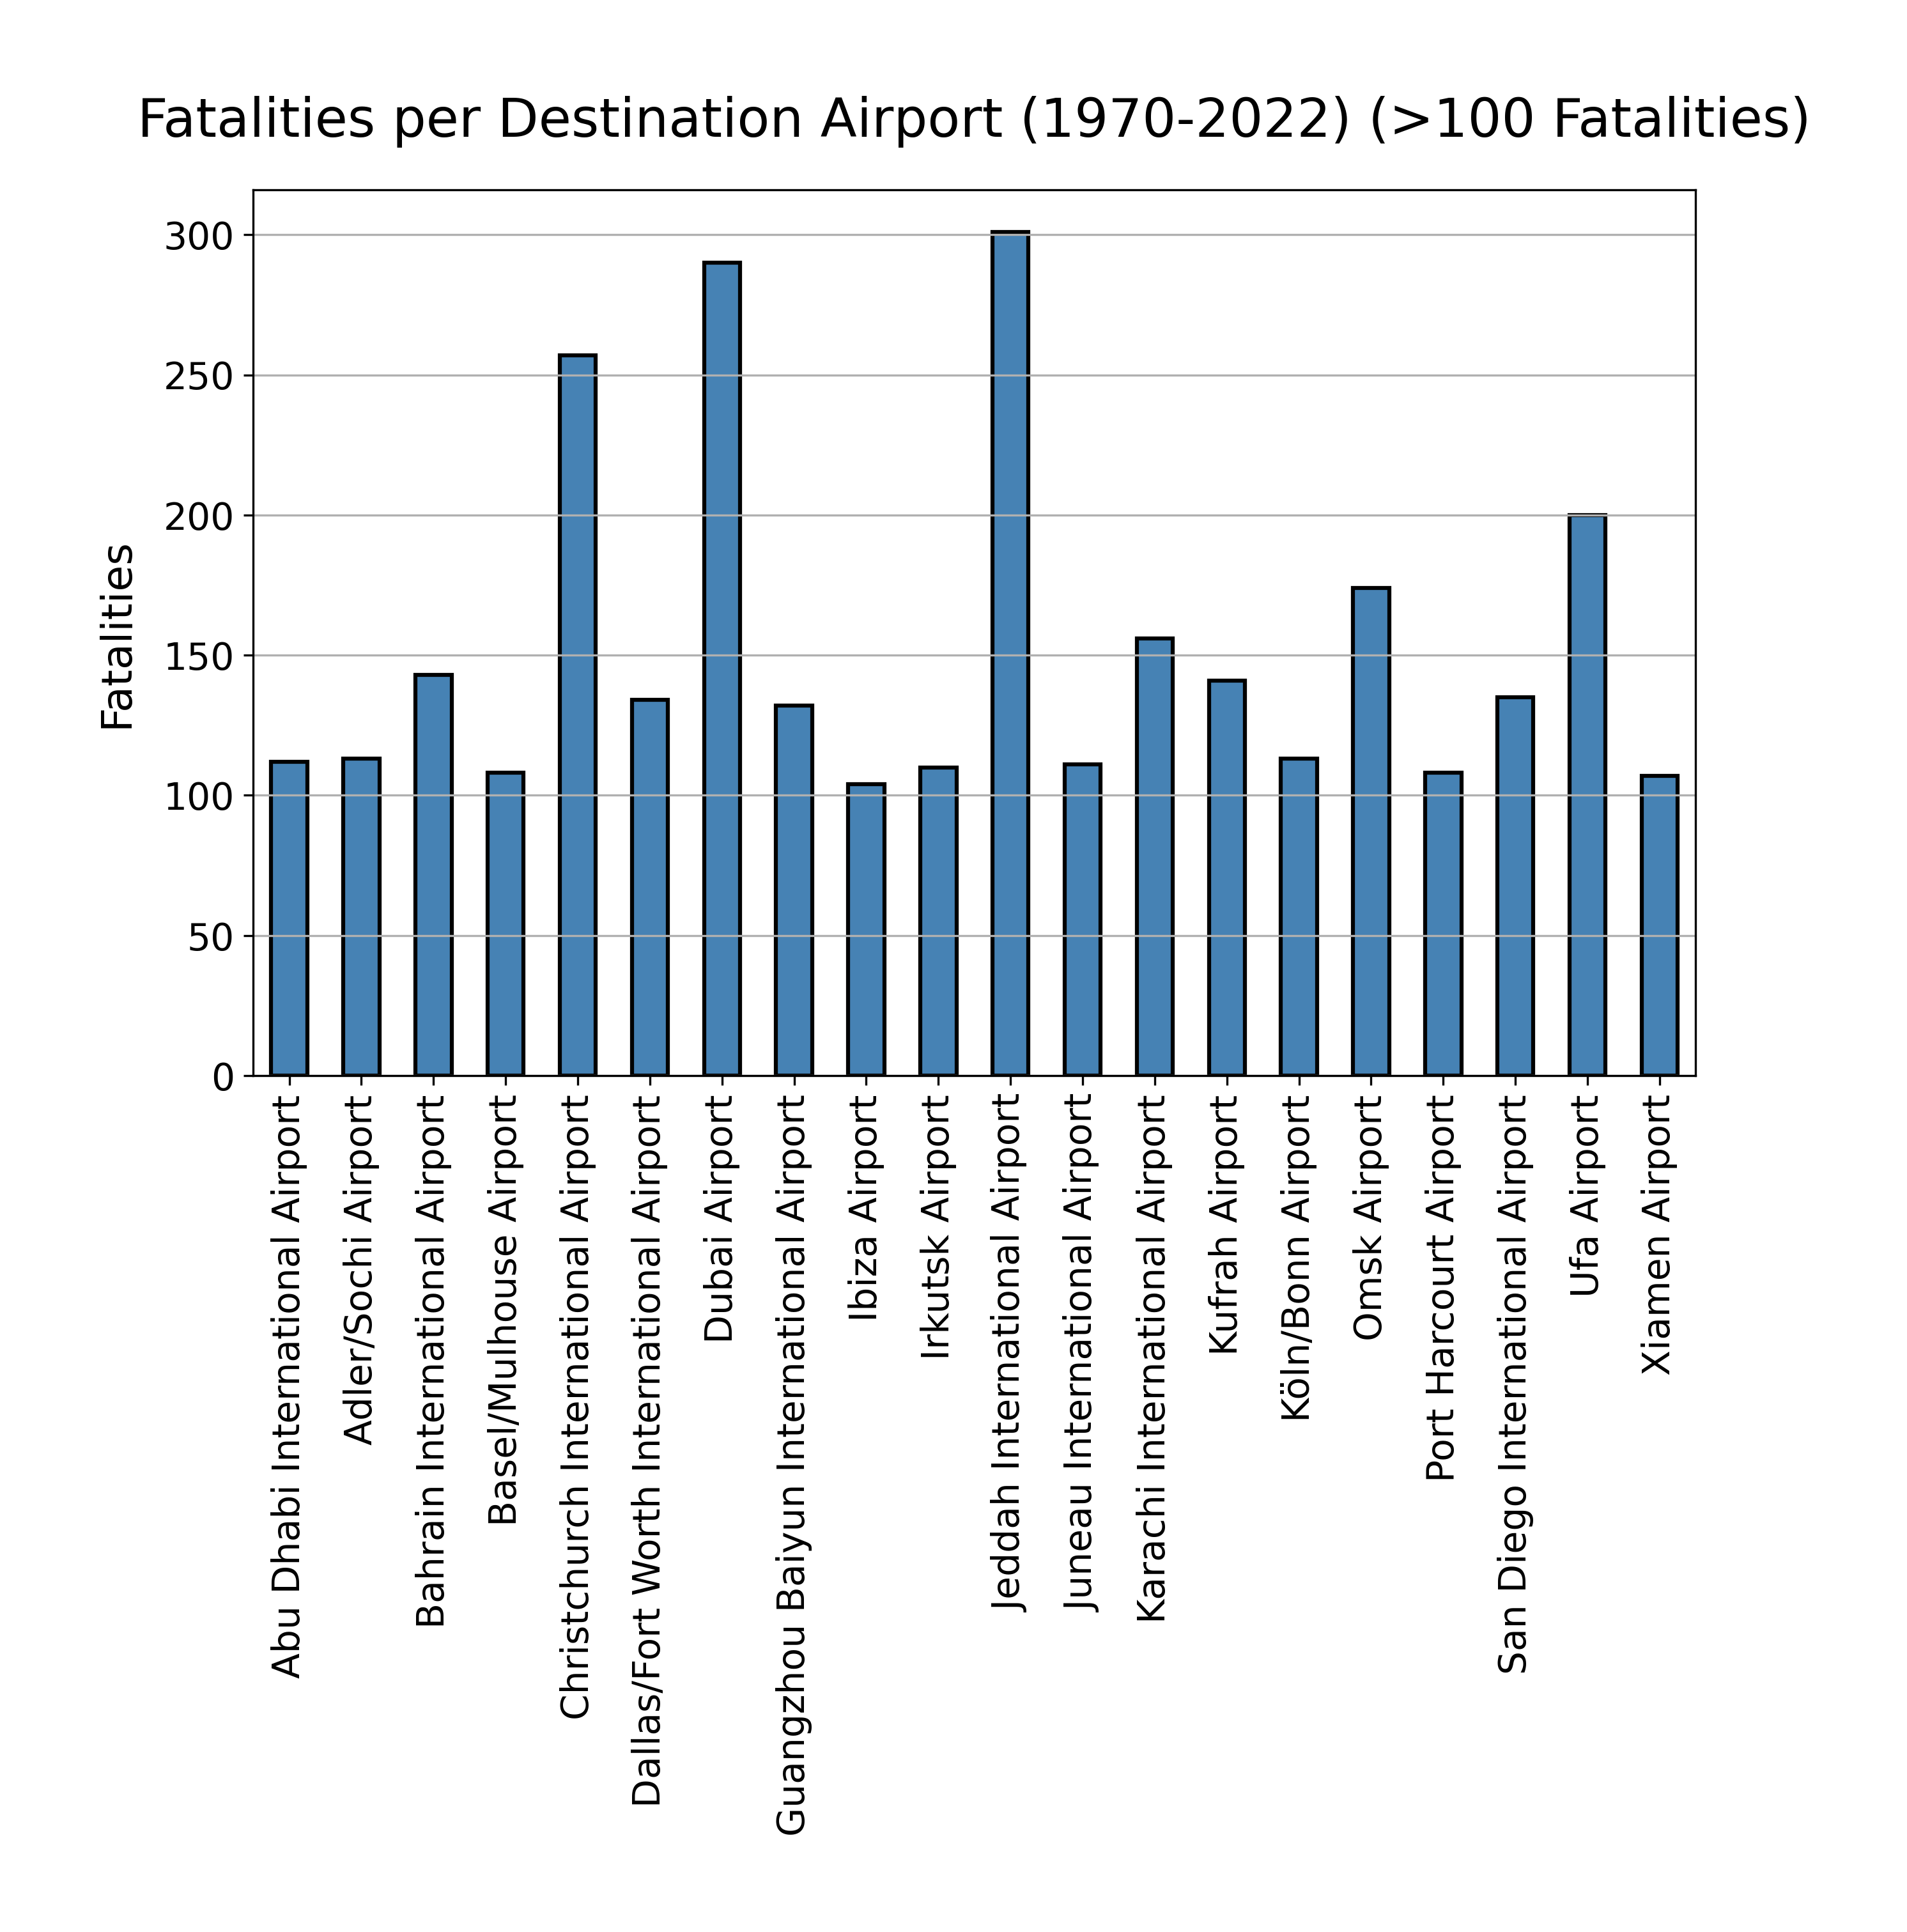 Fatalities per Destination Airport (1970-2022) (>100 Fatalities)
Fatalities
300
250
200
150
100
50
0
Abu Dhabi International Airport
Adler/Sochi Airport
Bahrain International Airport
Basel/Mulhouse Airport
Christchurch International Airport
Dallas/Fort Worth International Airport
Dubai Airport
Guangzhou Baiyun International Airport
Ibiza Airport
Irkutsk Airport
Jeddah International Airport
Juneau International Airport
Karachi International Airport
Kufrah Airport
Köln/Bonn Airport
Omsk Airport
Port Harcourt Airport
San Diego International Airport
Ufa Airport
Xiamen Airport